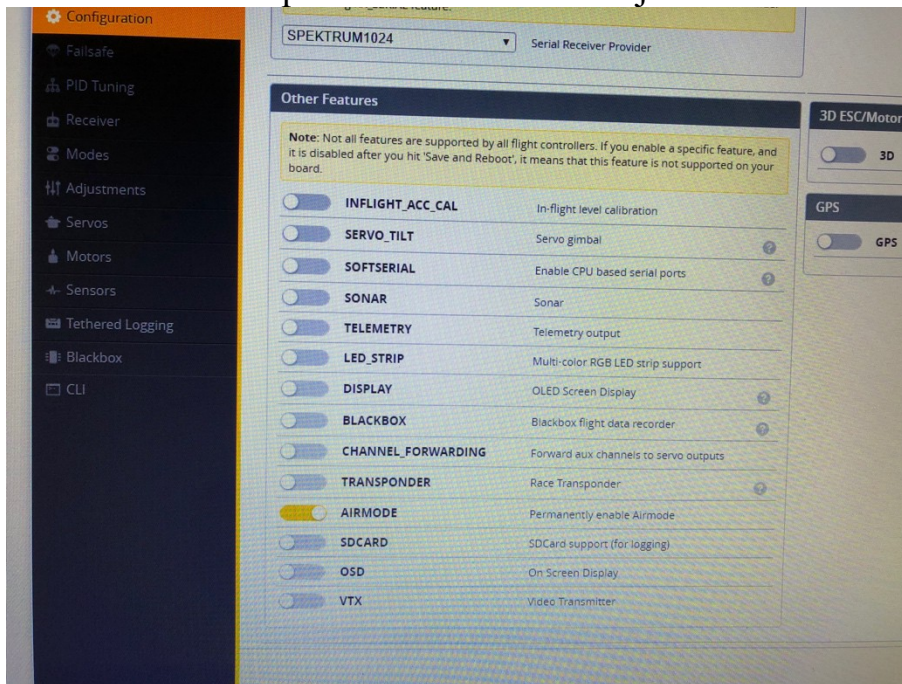 Configuration
Failsafe
PID Tuning
Receiver
Modes
Adjustments
Servos
Motors
Sensors
Tethered Logging
Blackbox
CLI
SPEKTRUM1024
Serial Receiver Provider
Other Features
Note: Not all features are supported by all flight controllers. If you enable a specific feature, and
it is disabled after you hit 'Save and Reboot', it means that this feature is not supported on your
board.
INFLIGHT_ACC_CAL In-flight level calibration
SERVO_TILT Servo gimbal
SOFTSERIAL Enable CPU based serial ports
SONAR Sonar
TELEMETRY Telemetry output
LED_STRIP Multi-color RGB LED strip support
DISPLAY OLED Screen Display
BLACKBOX Blackbox flight data recorder
CHANNEL_FORWARDING Forward aux channels to servo outputs
TRANSPONDER Race Transponder
AIRMODE Permanently enable Airmode
SDCARD SDCard support (for logging)
OSD On Screen Display
VTX Video Transmitter
3D ESC/Motor
3D
GPS
GPS